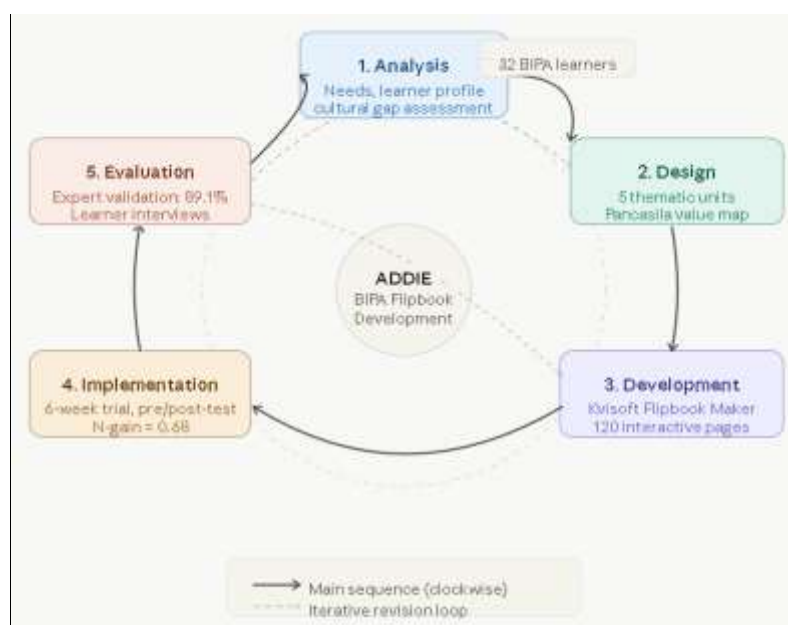 1. Analysis
Needs, learner profile
cultural gap assessment
32 BIPA learners
2. Design
5 thematic units
Pancasila value map
3. Development
Kvisoft Flipbook Maker
120 interactive pages
4. Implementation
6-week trial, pre/post-test
N-gain = 0.68
5. Evaluation
Expert validation: 89.1%
Learner interviews
ADDIE
BIPA Flipbook
Development
Main sequence (clockwise)
Iterative revision loop